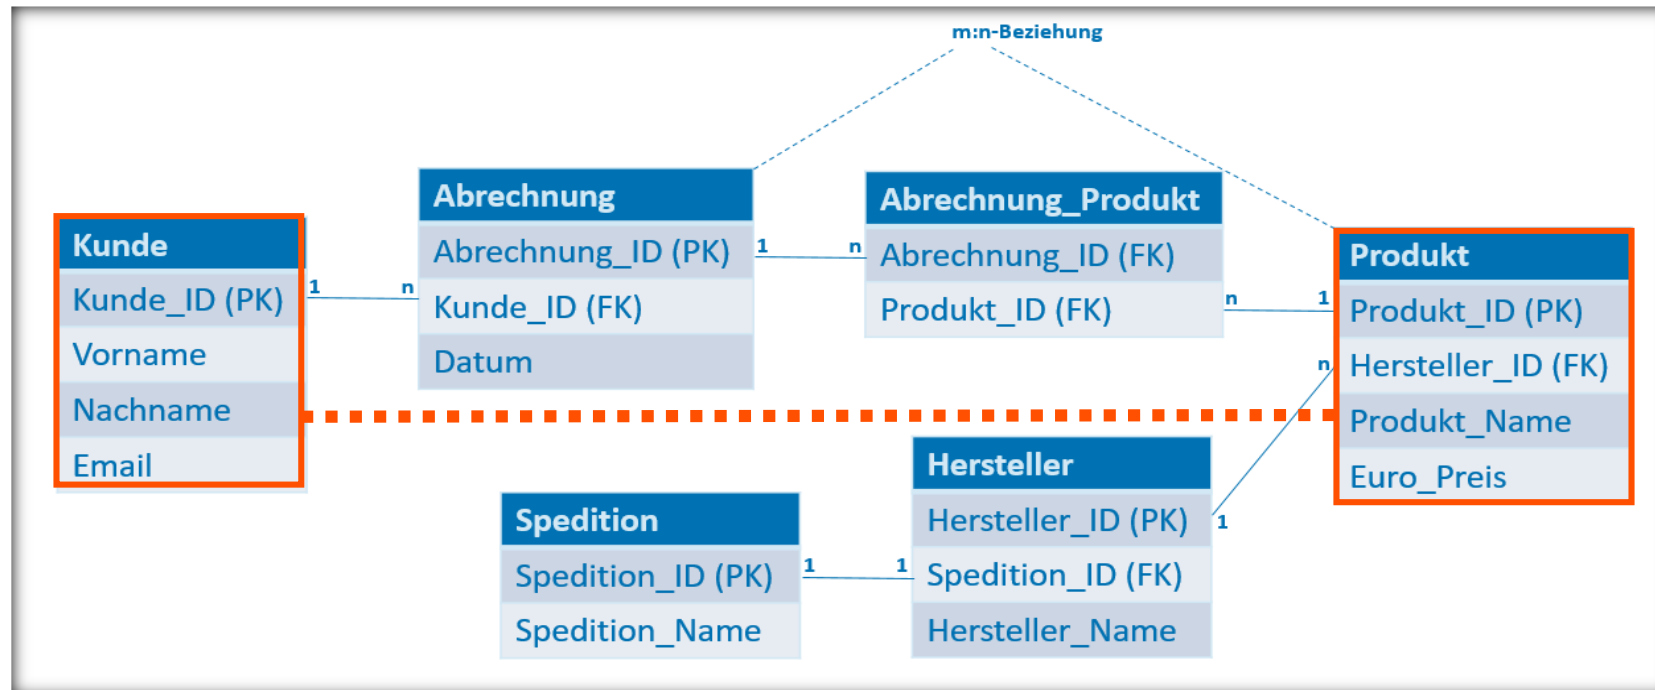 m:n-Beziehung
Kunde
Kunde_ID (PK)
Vorname
Nachname
Email
1
n
Abrechnung
Abrechnung_ID (PK)
Kunde_ID (FK)
Datum
1
n
Abrechnung_Produkt
Abrechnung_ID (FK)
Produkt_ID (FK)
n
1
Produkt
Produkt_ID (PK)
Hersteller_ID (FK)
Produkt_Name
Euro_Preis
n
1
Hersteller
Hersteller_ID (PK)
Spedition_ID (FK)
Hersteller_Name
1
1
Spedition
Spedition_ID (PK)
Spedition_Name